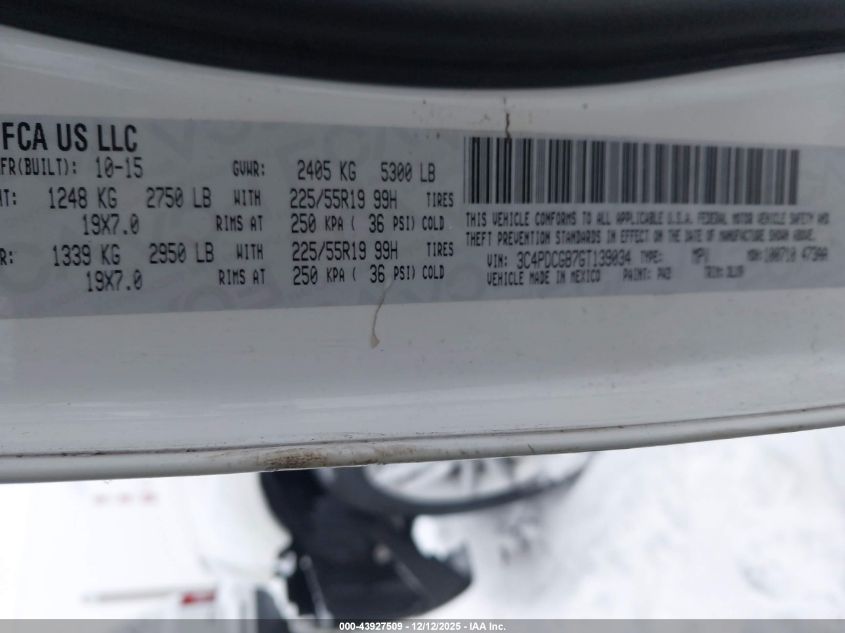 FCA US LLC
FR(BUILT): 10-15 GVWR: 2405 KG 5300 LB
1248 KG 2750 LB WITH 225/55R19 99H TIRES
19X7.0 RIMS AT 250 KPA ( 36 PSI) COLD
1339 KG 2950 LB WITH 225/55R19 99H TIRES
19X7.0 RIMS AT 250 KPA ( 36 PSI) COLD
THIS VEHICLE CONFORMS TO ALL APPLICABLE U.S.A. FEDERAL MOTOR VEHICLE SAFETY AND
THEFT PREVENTION STANDARDS IN EFFECT ON THE DATE OF MANUFACTURE SHOWN ABOVE.
VIN: 3C4PDCGB7GT139034 TYPE: MPV
VEHICLE MADE IN MEXICO PAINT: TRIM:
000-43927509 - 12/12/2025 - IAA Inc.